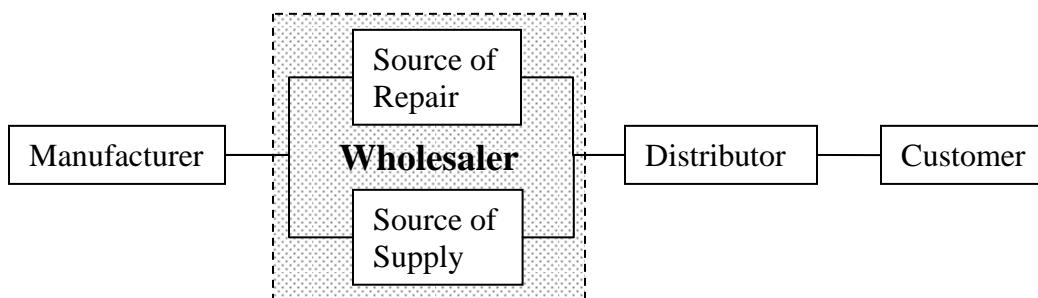 Manufacturer
Source of
Repair
Wholesaler
Source of
Supply
Distributor
Customer